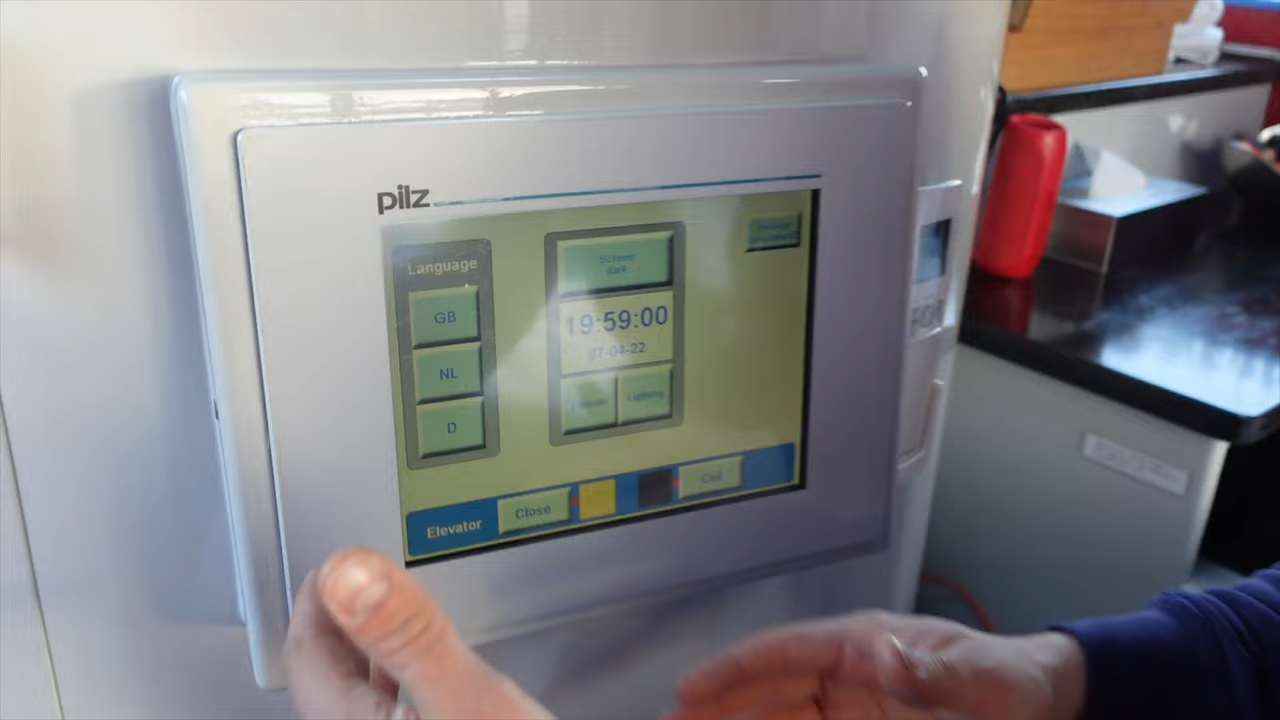 pilz
Language
GB
NL
D
Screen
dark
19:59:00
07-04-22
Lighting
Elevator
Close
Call